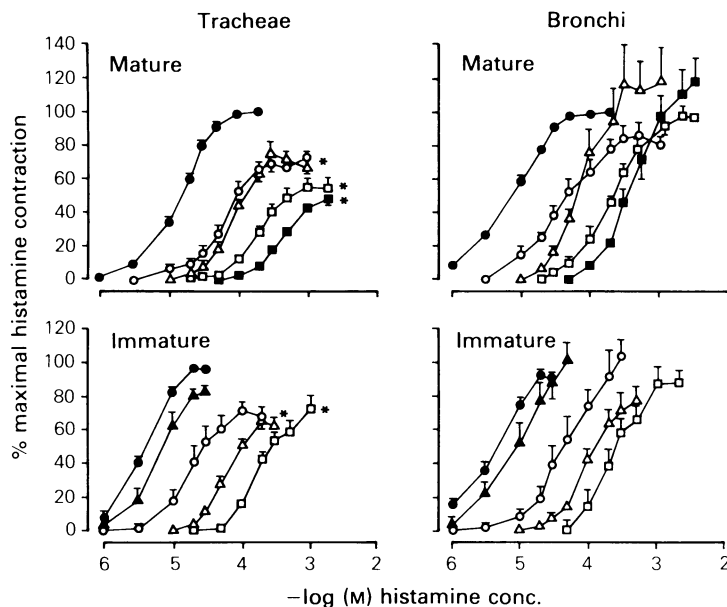 Tracheae
Bronchi
Mature
Mature
120
100
80
60
40
20
0
*
*
*
Immature
Immature
120
100
80
60
40
20
0
*
*
6 5 4 3 2
6 5 4 3 2
% maximal histamine contraction
−log (M) histamine conc.